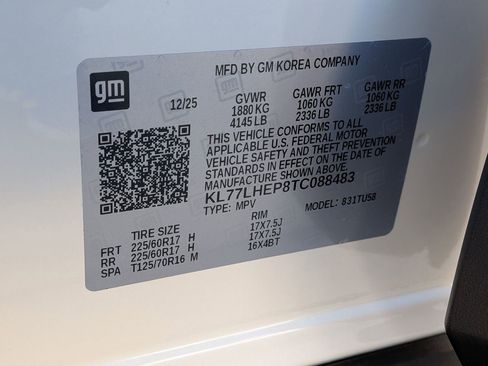 MFD BY GM KOREA COMPANY
gm
12/25 GVWR GAWR FRT GAWR RR
1880 KG 1060 KG 1060 KG
4145 LB 2336 LB 2336 LB
THIS VEHICLE CONFORMS TO ALL
APPLICABLE U.S. FEDERAL MOTOR
VEHICLE SAFETY AND THEFT PREVENTION
STANDARDS IN EFFECT ON THE DATE OF
MANUFACTURE SHOWN ABOVE.
KL77LHEP8TC088483
TYPE: MPV MODEL: 831TU58
TIRE SIZE RIM
FRT 225/60R17 H 17X7.5J
RR 225/60R17 H 17X7.5J
SPA T125/70R16 M 16X4BT